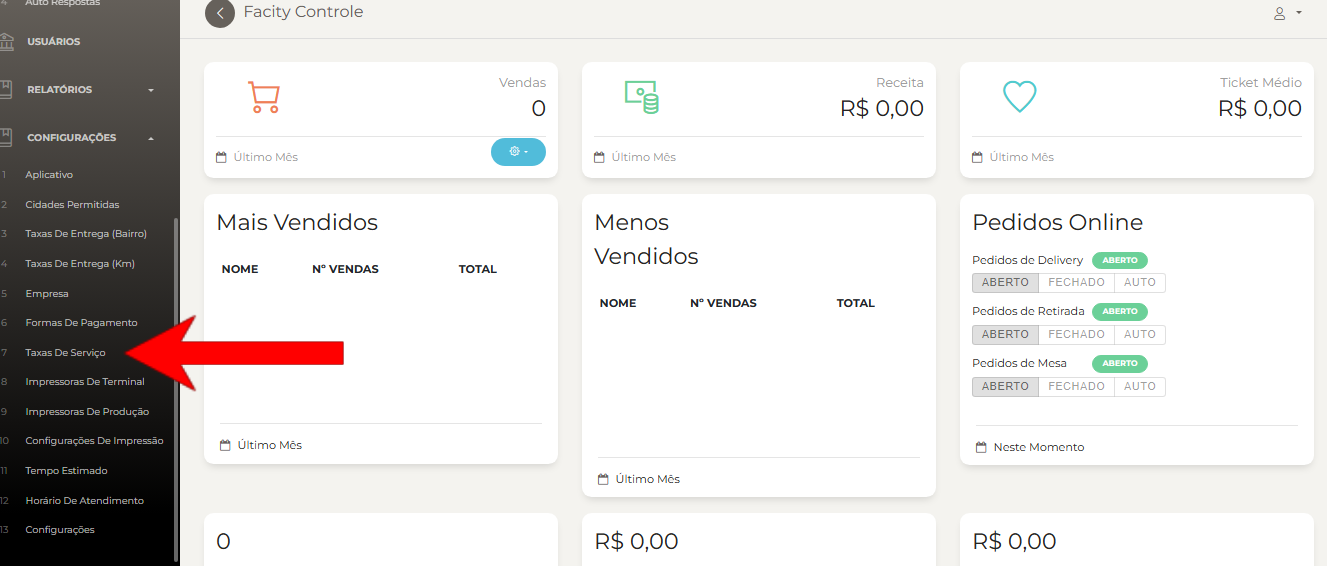 4 Auto Respostas
USUÁRIOS
RELATÓRIOS
CONFIGURAÇÕES
1 Aplicativo
2 Cidades Permitidas
3 Taxas De Entrega (Bairro)
4 Taxas De Entrega (Km)
5 Empresa
6 Formas De Pagamento
7 Taxas De Serviço
8 Impressoras De Terminal
9 Impressoras De Produção
10 Configurações De Impressão
11 Tempo Estimado
12 Horário De Atendimento
13 Configurações
Facity Controle
Vendas
0
Último Mês
Receita
R$ 0,00
Último Mês
Ticket Médio
R$ 0,00
Último Mês
Mais Vendidos
NOME Nº VENDAS TOTAL
Último Mês
Menos
Vendidos
NOME Nº VENDAS TOTAL
Último Mês
Pedidos Online
Pedidos de Delivery ABERTO
ABERTO FECHADO AUTO
Pedidos de Retirada ABERTO
ABERTO FECHADO AUTO
Pedidos de Mesa ABERTO
ABERTO FECHADO AUTO
Neste Momento
0
R$ 0,00
R$ 0,00